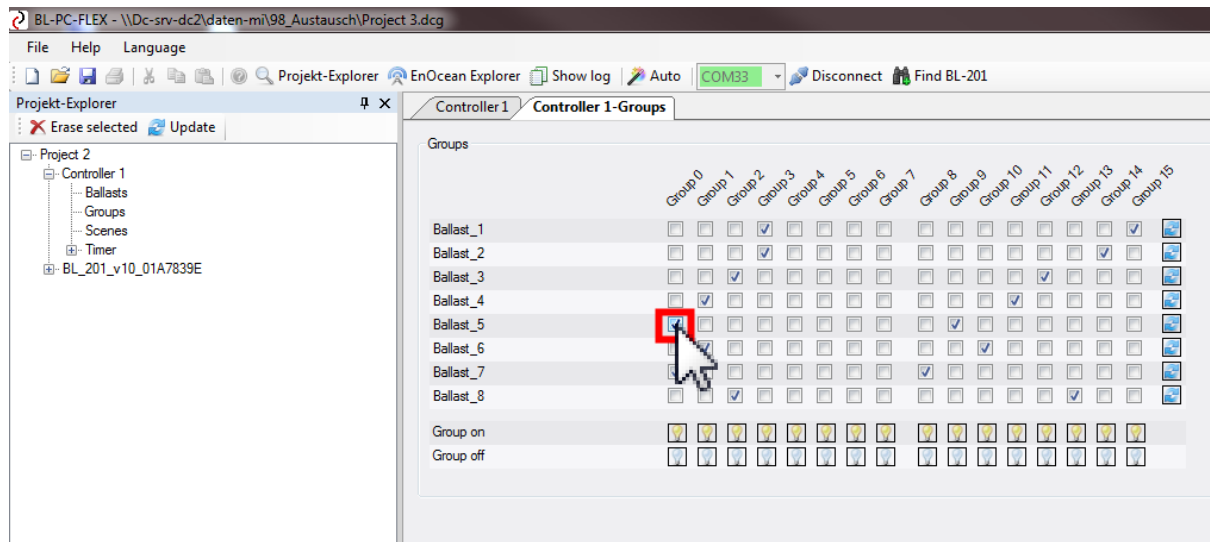 BL-PC-FLEX - \\Dc-srv-dc2\daten-mi\98_Austausch\Project 3.dcg
File Help Language
Projekt-Explorer EnOcean Explorer Show log Auto COM33 Disconnect Find BL-201
Projekt-Explorer
Erase selected Update
Project 2
Controller 1
Ballasts
Groups
Scenes
Timer
BL_201_v10_01A7839E
Controller 1 Controller 1-Groups
Groups
Group 0 Group 1 Group 2 Group 3 Group 4 Group 5 Group 6 Group 7 Group 8 Group 9 Group 10 Group 11 Group 12 Group 13 Group 14 Group 15
Ballast_1
Ballast_2
Ballast_3
Ballast_4
Ballast_5
Ballast_6
Ballast_7
Ballast_8
Group on
Group off